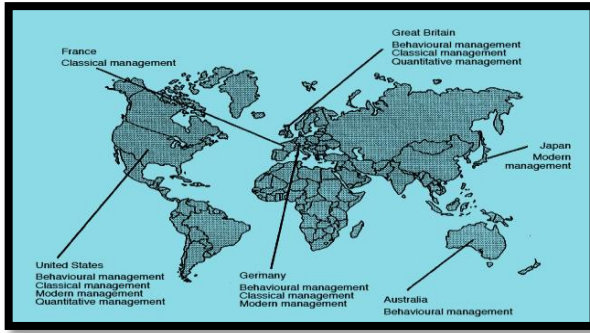 France
Classical management
Great Britain
Behavioural management
Classical management
Quantitative management
Japan
Modern
management
United States
Behavioural management
Classical management
Modern management
Quantitative management
Germany
Behavioural management
Classical management
Modern management
Australia
Behavioural management